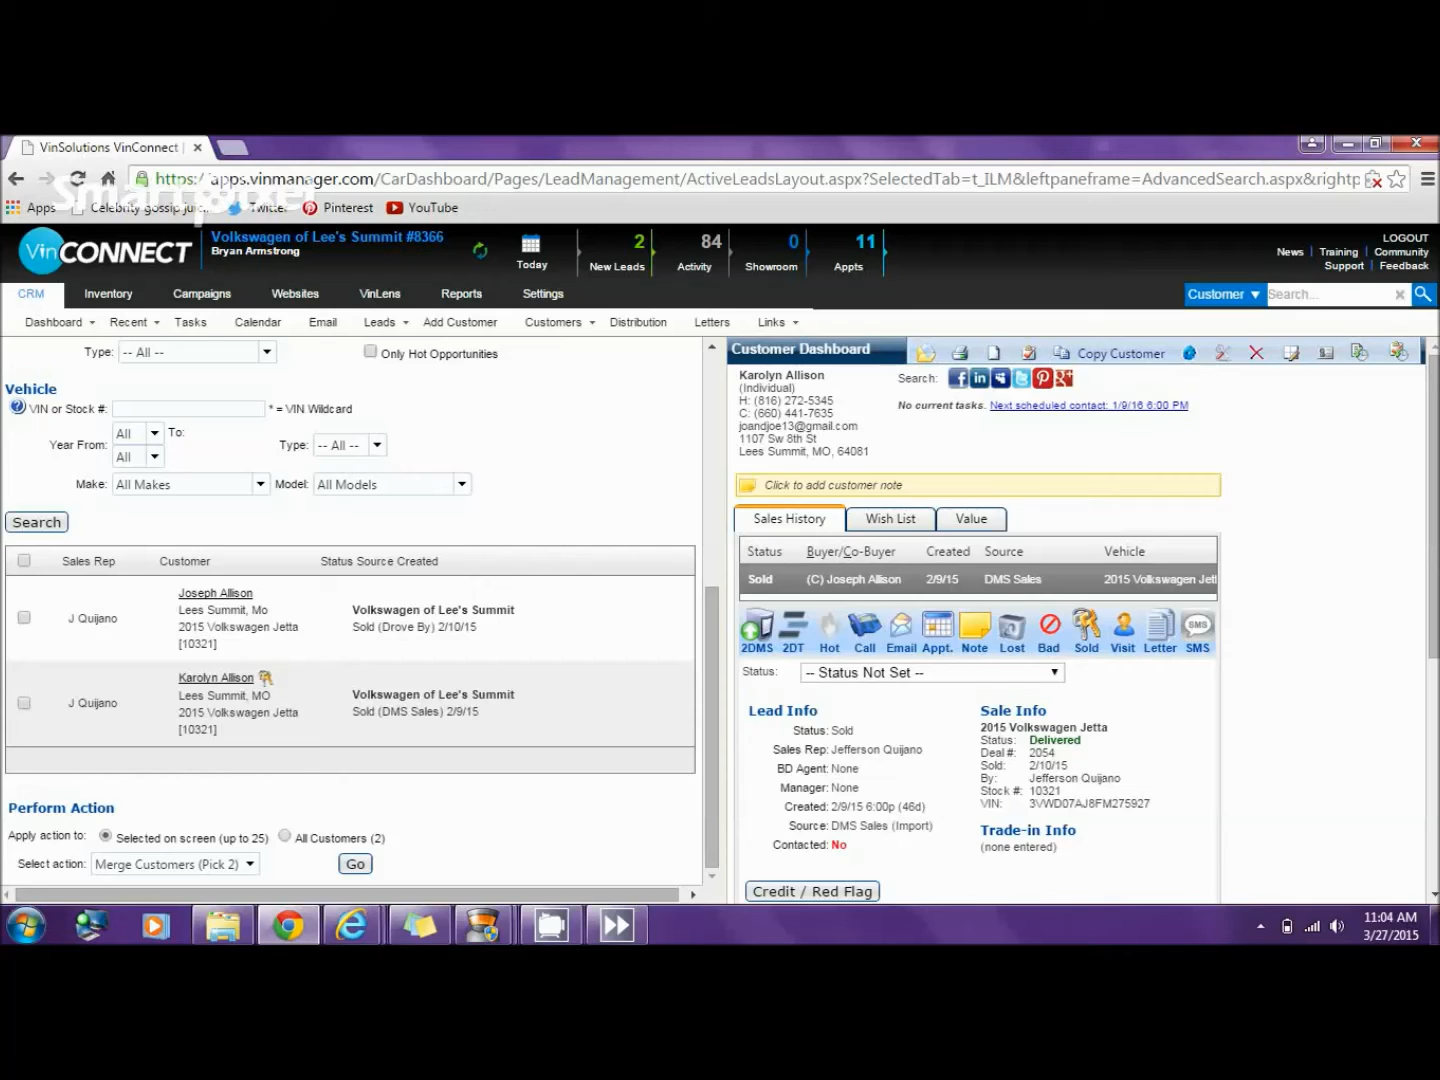 VinSolutions VinConnect |
https://apps.vinmanager.com/CarDashboard/Pages/LeadManagement/ActiveLeadsLayout.aspx?SelectedTab=t_ILM&leftpaneframe=AdvancedSearch.aspx&rightp
Apps Celebrity gossip juic Twitter Pinterest YouTube
VinCONNECT
Volkswagen of Lee's Summit #8366
Bryan Armstrong
Today
2 New Leads
84 Activity
0 Showroom
11 Appts
LOGOUT
News Training Community
Support Feedback
CRM Inventory Campaigns Websites VinLens Reports Settings
Customer Search...
Dashboard Recent Tasks Calendar Email Leads Add Customer Customers Distribution Letters Links
Type: -- All -- Only Hot Opportunities
Vehicle
VIN or Stock #: * = VIN Wildcard
Year From: All To: All Type: -- All --
Make: All Makes Model: All Models
Search
Sales Rep Customer Status Source Created
J Quijano
Joseph Allison
Lees Summit, Mo
2015 Volkswagen Jetta
[10321]
Volkswagen of Lee's Summit
Sold (Drove By) 2/10/15
J Quijano
Karolyn Allison
Lees Summit, MO
2015 Volkswagen Jetta
[10321]
Volkswagen of Lee's Summit
Sold (DMS Sales) 2/9/15
Perform Action
Apply action to: Selected on screen (up to 25) All Customers (2)
Select action: Merge Customers (Pick 2) Go
Customer Dashboard
Copy Customer
Karolyn Allison
(Individual)
H: (816) 272-5345
C: (660) 441-7635
joandjoe13@gmail.com
1107 Sw 8th St
Lees Summit, MO, 64081
Search:
No current tasks. Next scheduled contact: 1/9/16 6:00 PM
Click to add customer note
Sales History Wish List Value
Status Buyer/Co-Buyer Created Source Vehicle
Sold (C) Joseph Allison 2/9/15 DMS Sales 2015 Volkswagen Jett
SMS
2DMS 2DT Hot Call Email Appt. Note Lost Bad Sold Visit Letter SMS
Status: -- Status Not Set --
Lead Info
Status: Sold
Sales Rep: Jefferson Quijano
BD Agent: None
Manager: None
Created: 2/9/15 6:00p (46d)
Source: DMS Sales (Import)
Contacted: No
Sale Info
2015 Volkswagen Jetta
Status: Delivered
Deal #: 2054
Sold: 2/10/15
By: Jefferson Quijano
Stock #: 10321
VIN: 3VWD07AJ8FM275927
Trade-in Info
(none entered)
Credit / Red Flag
11:04 AM
3/27/2015